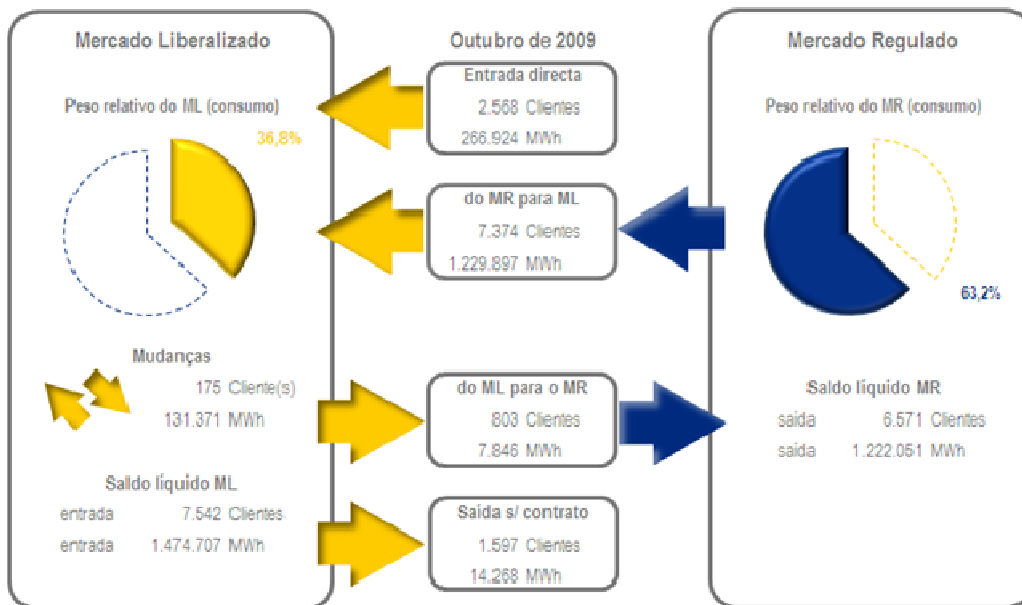 Mercado Liberalizado
Peso relativo do ML (consumo)
36,8%
Mudanças
175 Cliente(s)
131.371 MWh
Saldo líquido ML
entrada 7.542 Clientes
entrada 1.474.707 MWh
Outubro de 2009
Entrada directa
2.568 Clientes
266.924 MWh
do MR para ML
7.374 Clientes
1.229.897 MWh
do ML para o MR
803 Clientes
7.846 MWh
Saída s/ contrato
1.597 Clientes
14.268 MWh
Mercado Regulado
Peso relativo do MR (consumo)
63,2%
Saldo líquido MR
saída 6.571 Clientes
saída 1.222.051 MWh